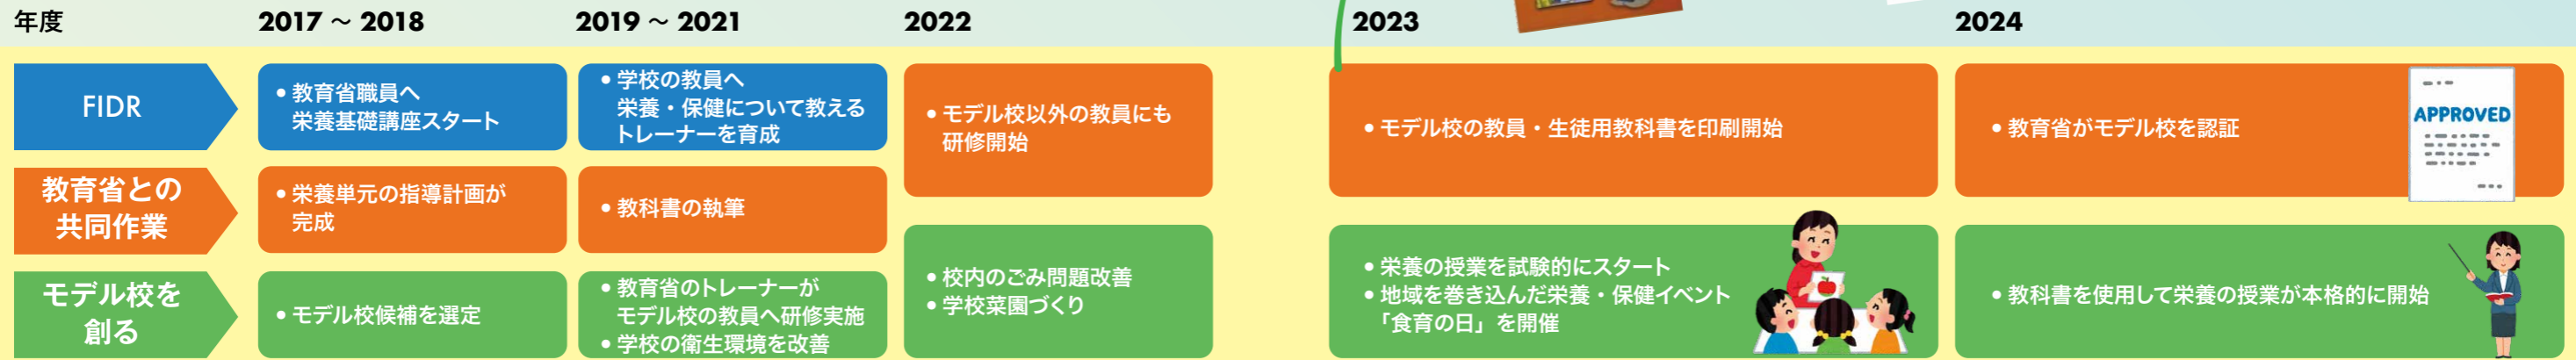 年度
2017 ～ 2018
2019 ～ 2021
2022
2023
2024
FIDR
• 教育省職員へ
栄養基礎講座スタート
• 学校の教員へ
栄養・保健について教える
トレーナーを育成
• モデル校以外の教員にも
研修開始
• モデル校の教員・生徒用教科書を印刷開始
• 教育省がモデル校を認証
APPROVED
教育省との
共同作業
• 栄養単元の指導計画が
完成
• 教科書の執筆
モデル校を
創る
• モデル校候補を選定
• 教育省のトレーナーが
モデル校の教員へ研修実施
• 学校の衛生環境を改善
• 校内のごみ問題改善
• 学校菜園づくり
• 栄養の授業を試験的にスタート
• 地域を巻き込んだ栄養・保健イベント
「食育の日」を開催
• 教科書を使用して栄養の授業が本格的に開始